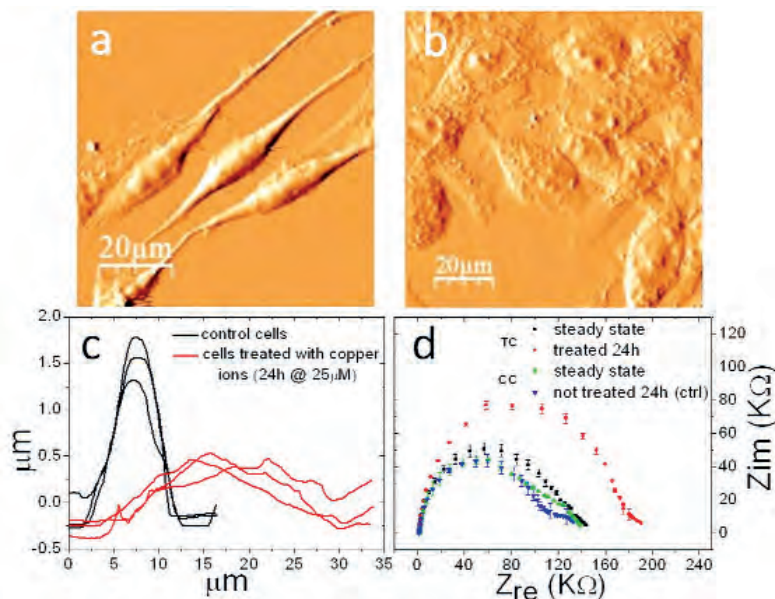 a
b
20µm
20µm
c
control cells
cells treated with copper
ions (24h @ 25µM)
2.0
1.5
1.0
0.5
0.0
-0.5
µm
0 5 10 15 20 25 30 35
µm
d
TC
steady state
treated 24h
CC
steady state
not treated 24h (ctrl)
120
100
80
60
40
20
0
Zim (KΩ)
0 40 80 120 160 200 240
Zre (KΩ)